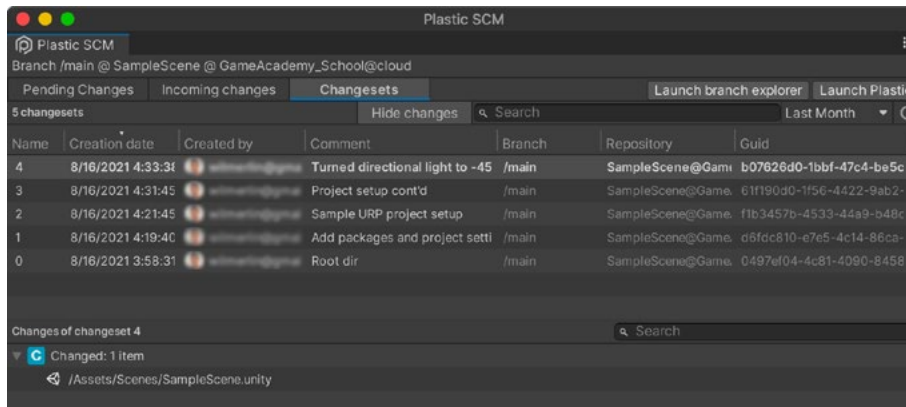 Plastic SCM
Plastic SCM
Branch /main @ SampleScene @ GameAcademy_School@cloud
Pending Changes Incoming changes Changesets Launch branch explorer Launch Plasti
5 changesets Hide changes Search Last Month
Name Creation date Created by Comment Branch Repository Guid
4 8/16/2021 4:33:38 Turned directional light to -45 /main SampleScene@Game b07626d0-1bbf-47c4-be5c
3 8/16/2021 4:31:45 Project setup cont'd /main SampleScene@Game. 61f190d0-1f56-4422-9ab2-
2 8/16/2021 4:21:45 Sample URP project setup /main SampleScene@Game. f1b3457b-4533-44a9-b48c
1 8/16/2021 4:19:40 Add packages and project setti /main SampleScene@Game. d6fdc810-e7e5-4c14-86ca-
0 8/16/2021 3:58:31 Root dir /main SampleScene@Game. 0497ef04-4c81-4090-8458
Changes of changeset 4 Search
C Changed: 1 item
/Assets/Scenes/SampleScene.unity